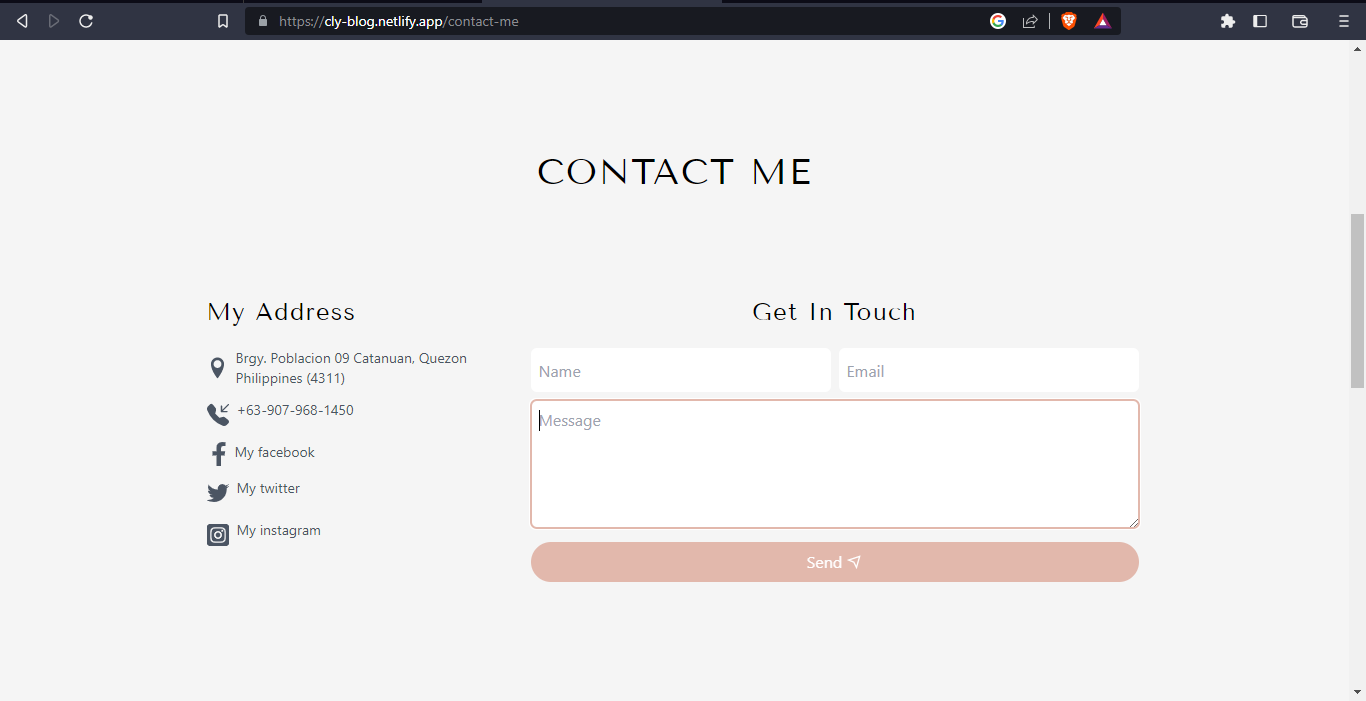 https://cly-blog.netlify.app/contact-me
CONTACT ME
My Address
Brgy. Poblacion 09 Catanuan, Quezon
Philippines (4311)
+63-907-968-1450
My facebook
My twitter
My instagram
Get In Touch
Name
Email
Message
Send